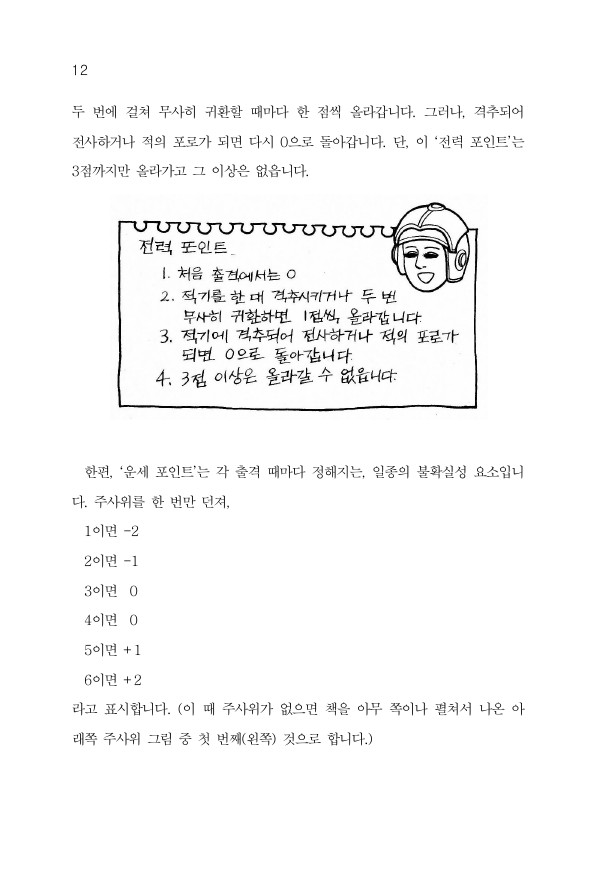 12
두 번에 걸쳐 무사히 귀환할 때마다 한 점씩 올라갑니다. 그러나, 격추되어
전사하거나 적의 포로가 되면 다시 0으로 돌아갑니다. 단, 이 ‘전력 포인트’는
3점까지만 올라가고 그 이상은 없읍니다.
전력 포인트
1. 처음 출격에서는 0
2. 적기를 한 대 격추시키거나 두 번
무사히 귀환하면 1점씩 올라갑니다
3. 적기에 격추되어 전사하거나 적의 포로가
되면 0으로 돌아갑니다
4. 3점 이상은 올라갈 수 없읍니다.
한편, ‘운세 포인트’는 각 출격 때마다 정해지는, 일종의 불확실성 요소입니
다. 주사위를 한 번만 던져,
1이면 -2
2이면 -1
3이면 0
4이면 0
5이면 +1
6이면 +2
라고 표시합니다. (이 때 주사위가 없으면 책을 아무 쪽이나 펼쳐서 나온 아
래쪽 주사위 그림 중 첫 번째(왼쪽) 것으로 합니다.)